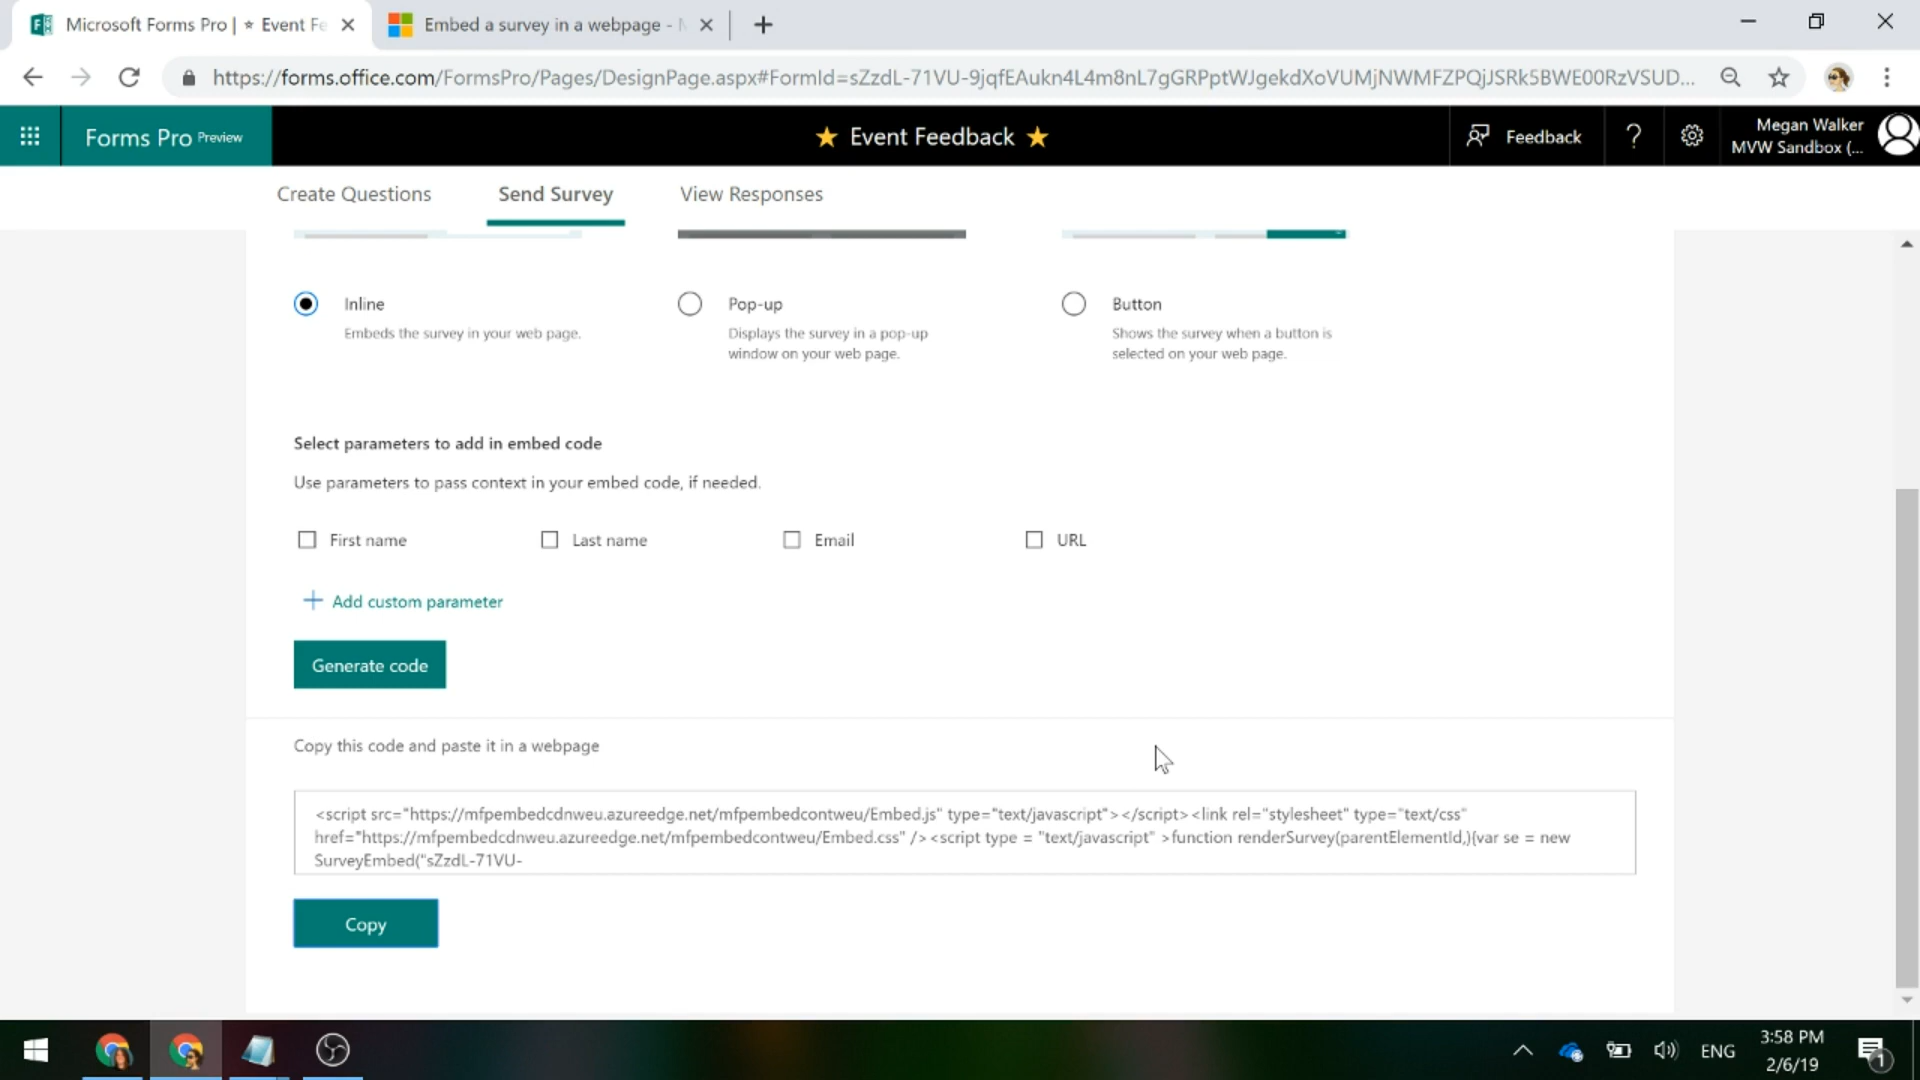 Microsoft Forms Pro | ⭐ Event Fe
Embed a survey in a webpage -
https://forms.office.com/FormsPro/Pages/DesignPage.aspx#FormId=sZzdL-71VU-9jqfEAukn4L4m8nL7gGRPptWJgekdXoVUMjNWMFZPQjJSRk5BWE00RzVSUD...
Forms Pro Preview
⭐ Event Feedback ⭐
Feedback
?
Megan Walker
MVW Sandbox (...
Create Questions
Send Survey
View Responses
Inline
Embeds the survey in your web page.
Pop-up
Displays the survey in a pop-up
window on your web page.
Button
Shows the survey when a button is
selected on your web page.
Select parameters to add in embed code
Use parameters to pass context in your embed code, if needed.
First name
Last name
Email
URL
+ Add custom parameter
Generate code
Copy this code and paste it in a webpage
<script src="https://mfpembedcdnweu.azureedge.net/mfpembedcontweu/Embed.js" type="text/javascript"></script><link rel="stylesheet" type="text/css"
href="https://mfpembedcdnweu.azureedge.net/mfpembedcontweu/Embed.css" /><script type = "text/javascript" >function renderSurvey(parentElementId,){var se = new
SurveyEmbed("sZzdL-71VU-
Copy
ENG
3:58 PM
2/6/19
1